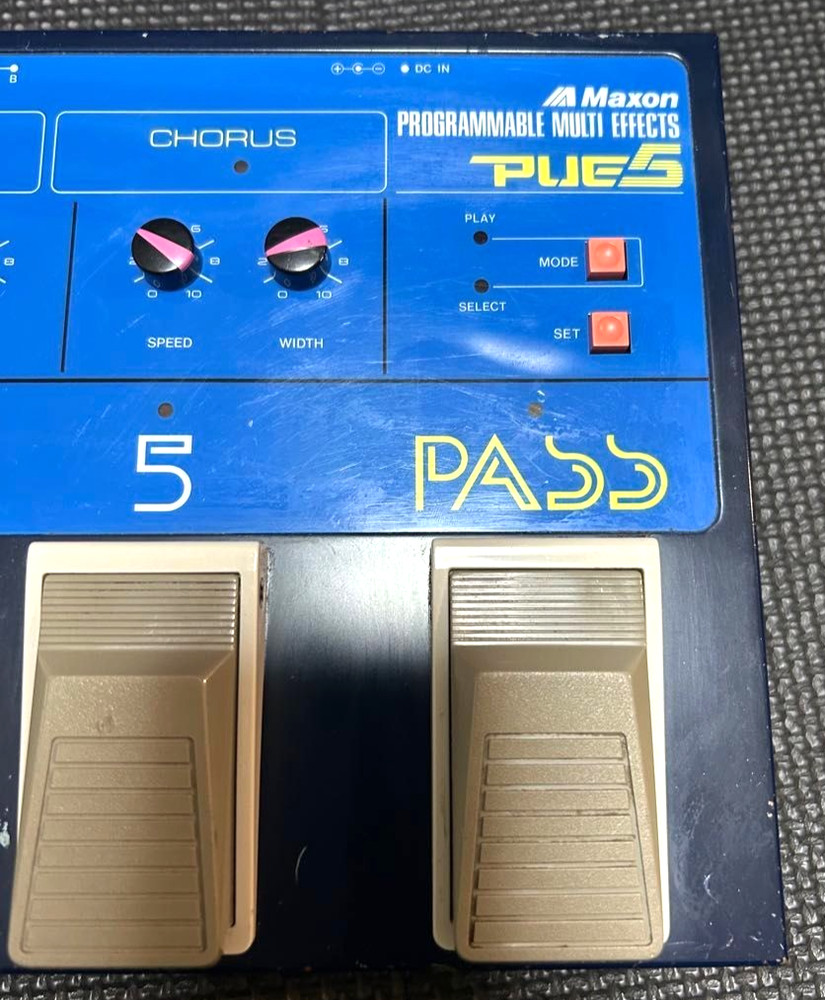 B
+ - DC IN
Maxon
PROGRAMMABLE MULTI EFFECTS
PUE5
CHORUS
8
6
2 8
0 10
SPEED
6
2 8
0 10
WIDTH
PLAY
MODE
SELECT
SET
5
PASS